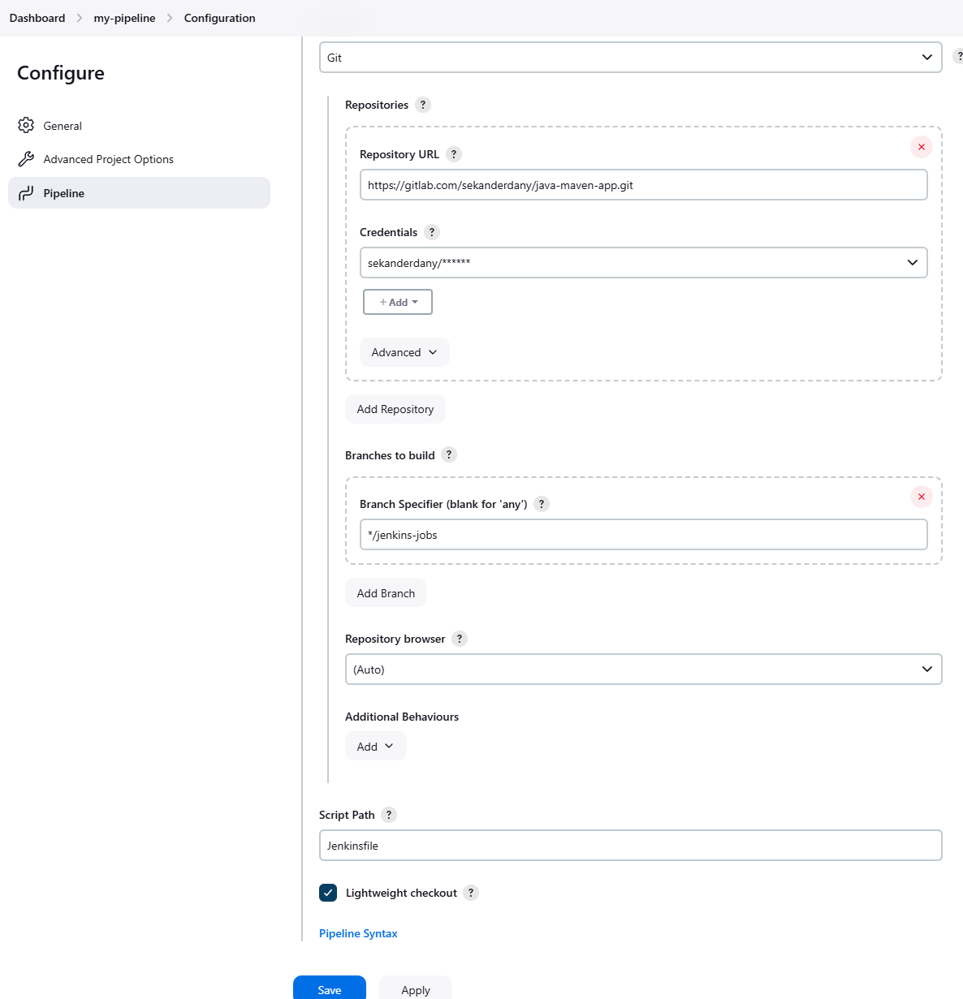 Dashboard > my-pipeline > Configuration
Configure
General
Advanced Project Options
Pipeline
Git
?
Repositories ?
Repository URL ?
https://gitlab.com/sekanderdany/java-maven-app.git
Credentials ?
sekanderdany/******
+ Add
Advanced
Add Repository
Branches to build ?
Branch Specifier (blank for 'any') ?
*/jenkins-jobs
Add Branch
Repository browser ?
(Auto)
Additional Behaviours
Add
Script Path ?
Jenkinsfile
Lightweight checkout ?
Pipeline Syntax
Save Apply